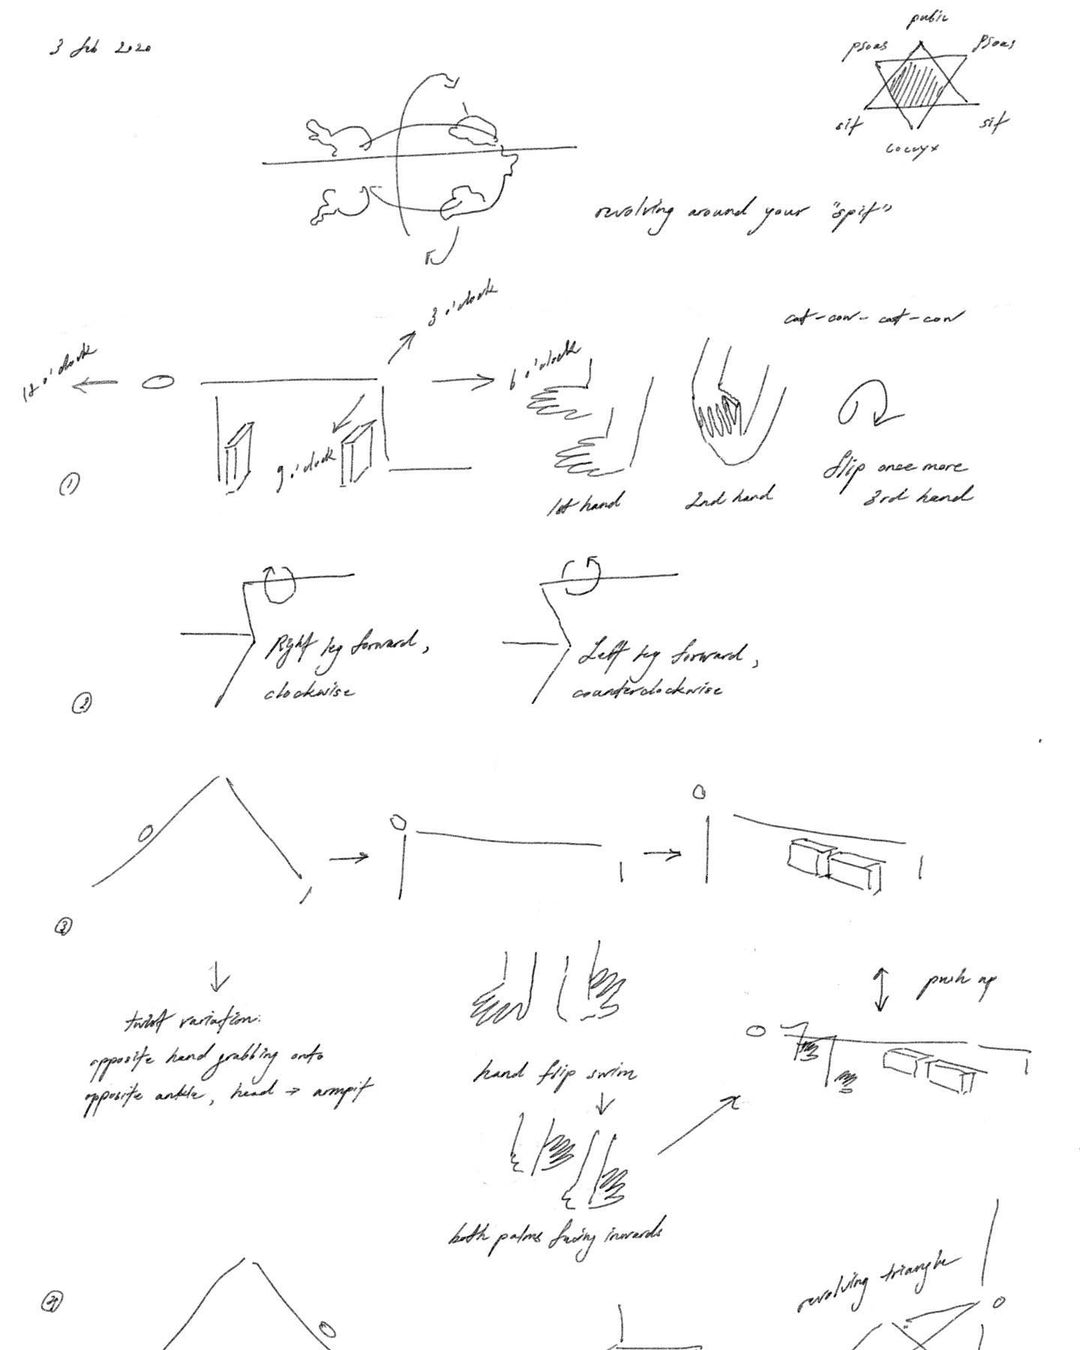 3 Feb 2020
pubic
psoas
psoas
sit
sit
coccyx
revolving around your "spit"
3 o'clock
cat-cow-cat-cow
12 o'clock
6 o'clock
9 o'clock
1
1st hand
2nd hand
flip once more
3rd hand
Right leg forward,
clockwise
Left leg forward,
counterclockwise
2
3
push up
twist variation:
opposite hand grabbing onto
opposite ankle, head → armpit
hand flip swim
both palms facing inwards
revolving triangle